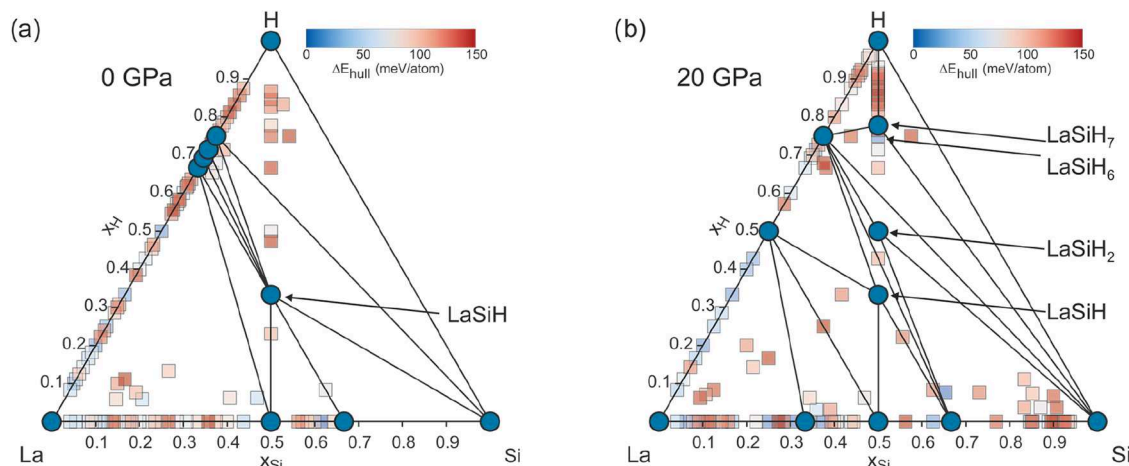 (a)
H
0 50 100 150
ΔE_hull (meV/atom)
0 GPa
0.9
0.8
0.7
0.6
x_H
0.5
0.4
0.3
LaSiH
0.2
0.1
0.1 0.2 0.3 0.4 0.5 0.6 0.7 0.8 0.9
La x_Si Si
(b)
H
0 50 100 150
ΔE_hull (meV/atom)
20 GPa
0.9
0.8
LaSiH₇
0.7
LaSiH₆
0.6
x_H
0.5
LaSiH₂
0.4
0.3
LaSiH
0.2
0.1
0.1 0.2 0.3 0.4 0.5 0.6 0.7 0.8 0.9
La x_Si Si